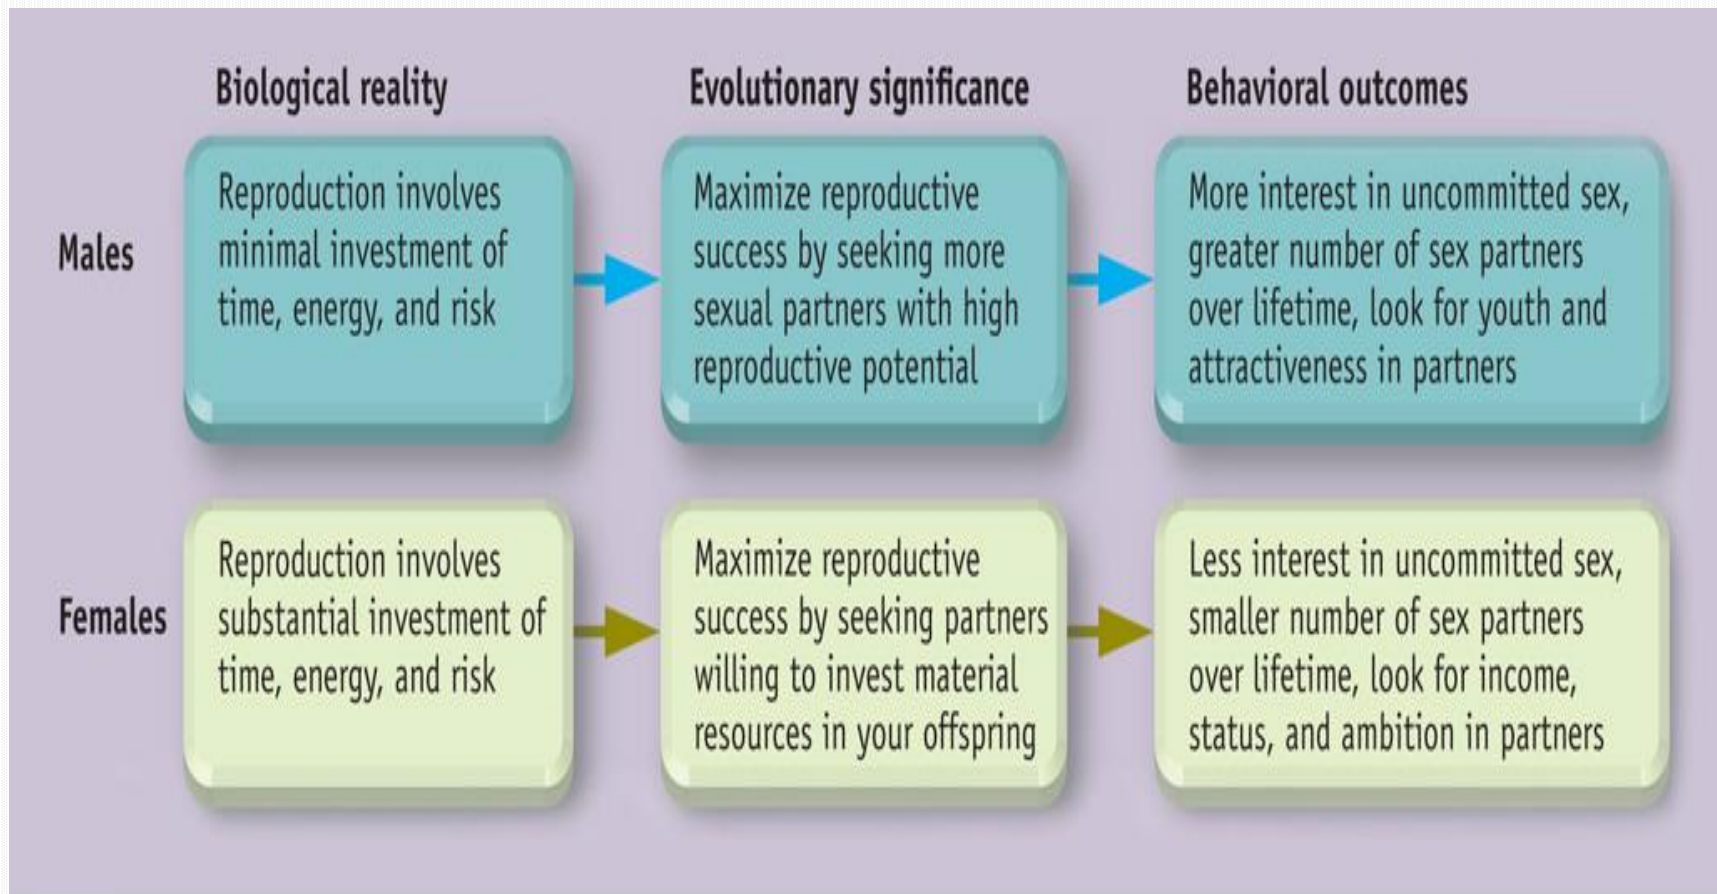 Biological reality
Evolutionary significance
Behavioral outcomes
Males
Reproduction involves
minimal investment of
time, energy, and risk
Maximize reproductive
success by seeking more
sexual partners with high
reproductive potential
More interest in uncommitted sex,
greater number of sex partners
over lifetime, look for youth and
attractiveness in partners
Females
Reproduction involves
substantial investment of
time, energy, and risk
Maximize reproductive
success by seeking partners
willing to invest material
resources in your offspring
Less interest in uncommitted sex,
smaller number of sex partners
over lifetime, look for income,
status, and ambition in partners